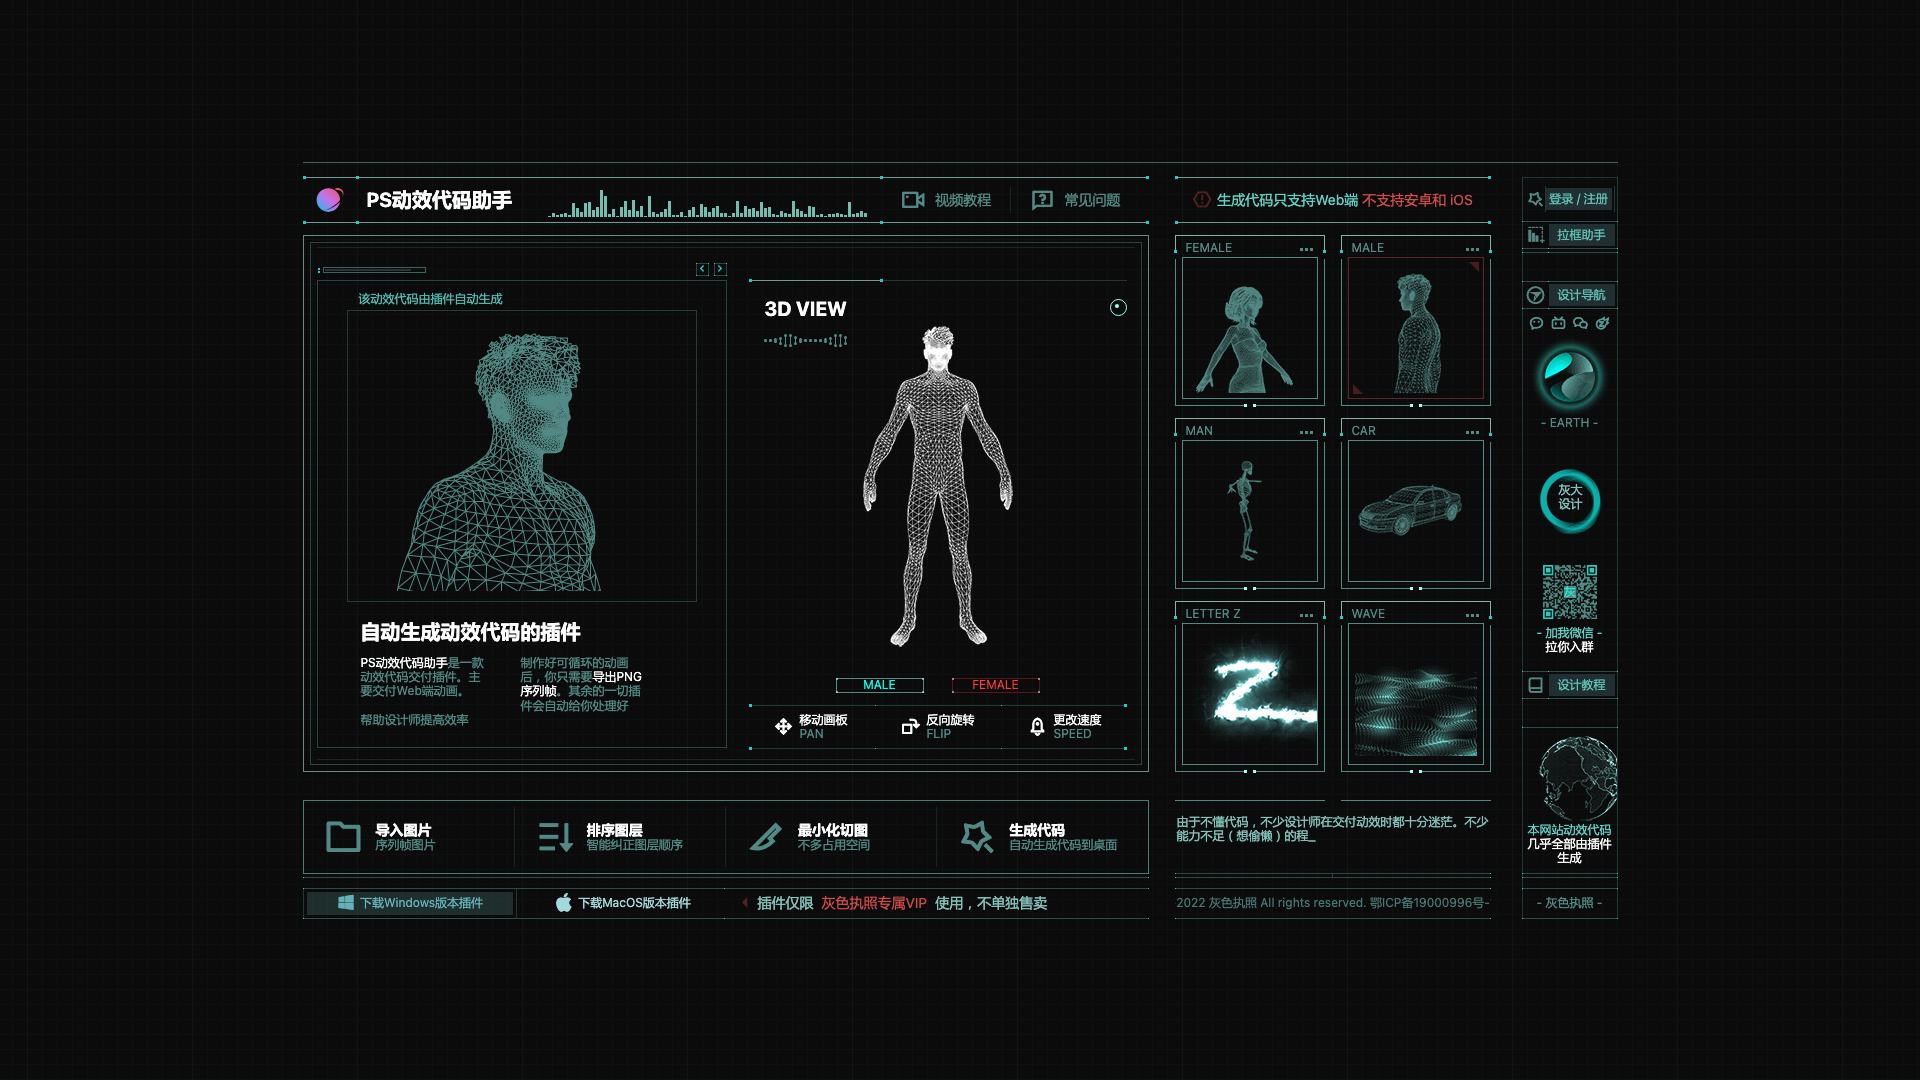 PS动效代码助手
视频教程
常见问题
生成代码只支持Web端 不支持安卓和 iOS
登录 / 注册
拉框助手
设计导航
- EARTH -
灰大
设计
- 加我微信 -
拉你入群
设计教程
本网站动效代码
几乎全部由插件
生成
- 灰色执照 -
该动效代码由插件自动生成
自动生成动效代码的插件
PS动效代码助手是一款
动效代码交付插件。主
要交付Web端动画。
帮助设计师提高效率
制作好可循环的动画
后，你只需要导出PNG
序列帧。其余的一切插
件会自动给你处理好
3D VIEW
MALE
FEMALE
移动画板
PAN
反向旋转
FLIP
更改速度
SPEED
FEMALE
MALE
MAN
CAR
LETTER Z
WAVE
导入图片
序列帧图片
排序图层
智能纠正图层顺序
最小化切图
不多占用空间
生成代码
自动生成代码到桌面
由于不懂代码，不少设计师在交付动效时都十分迷茫。不少
能力不足（想偷懒）的程_
下载Windows版本插件
下载MacOS版本插件
插件仅限 灰色执照专属VIP 使用，不单独售卖
2022 灰色执照 All rights reserved. 鄂ICP备19000996号-